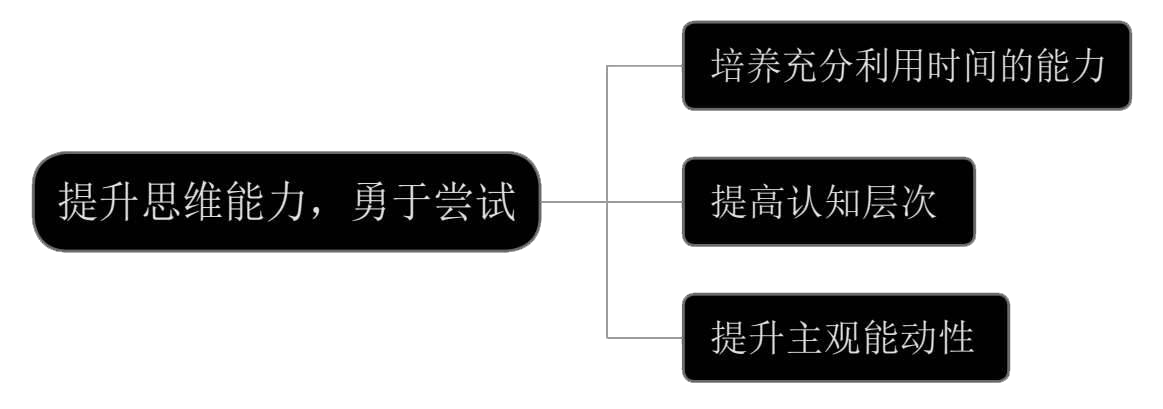 培养充分利用时间的能力
提升思维能力，勇于尝试
提高认知层次
提升主观能动性